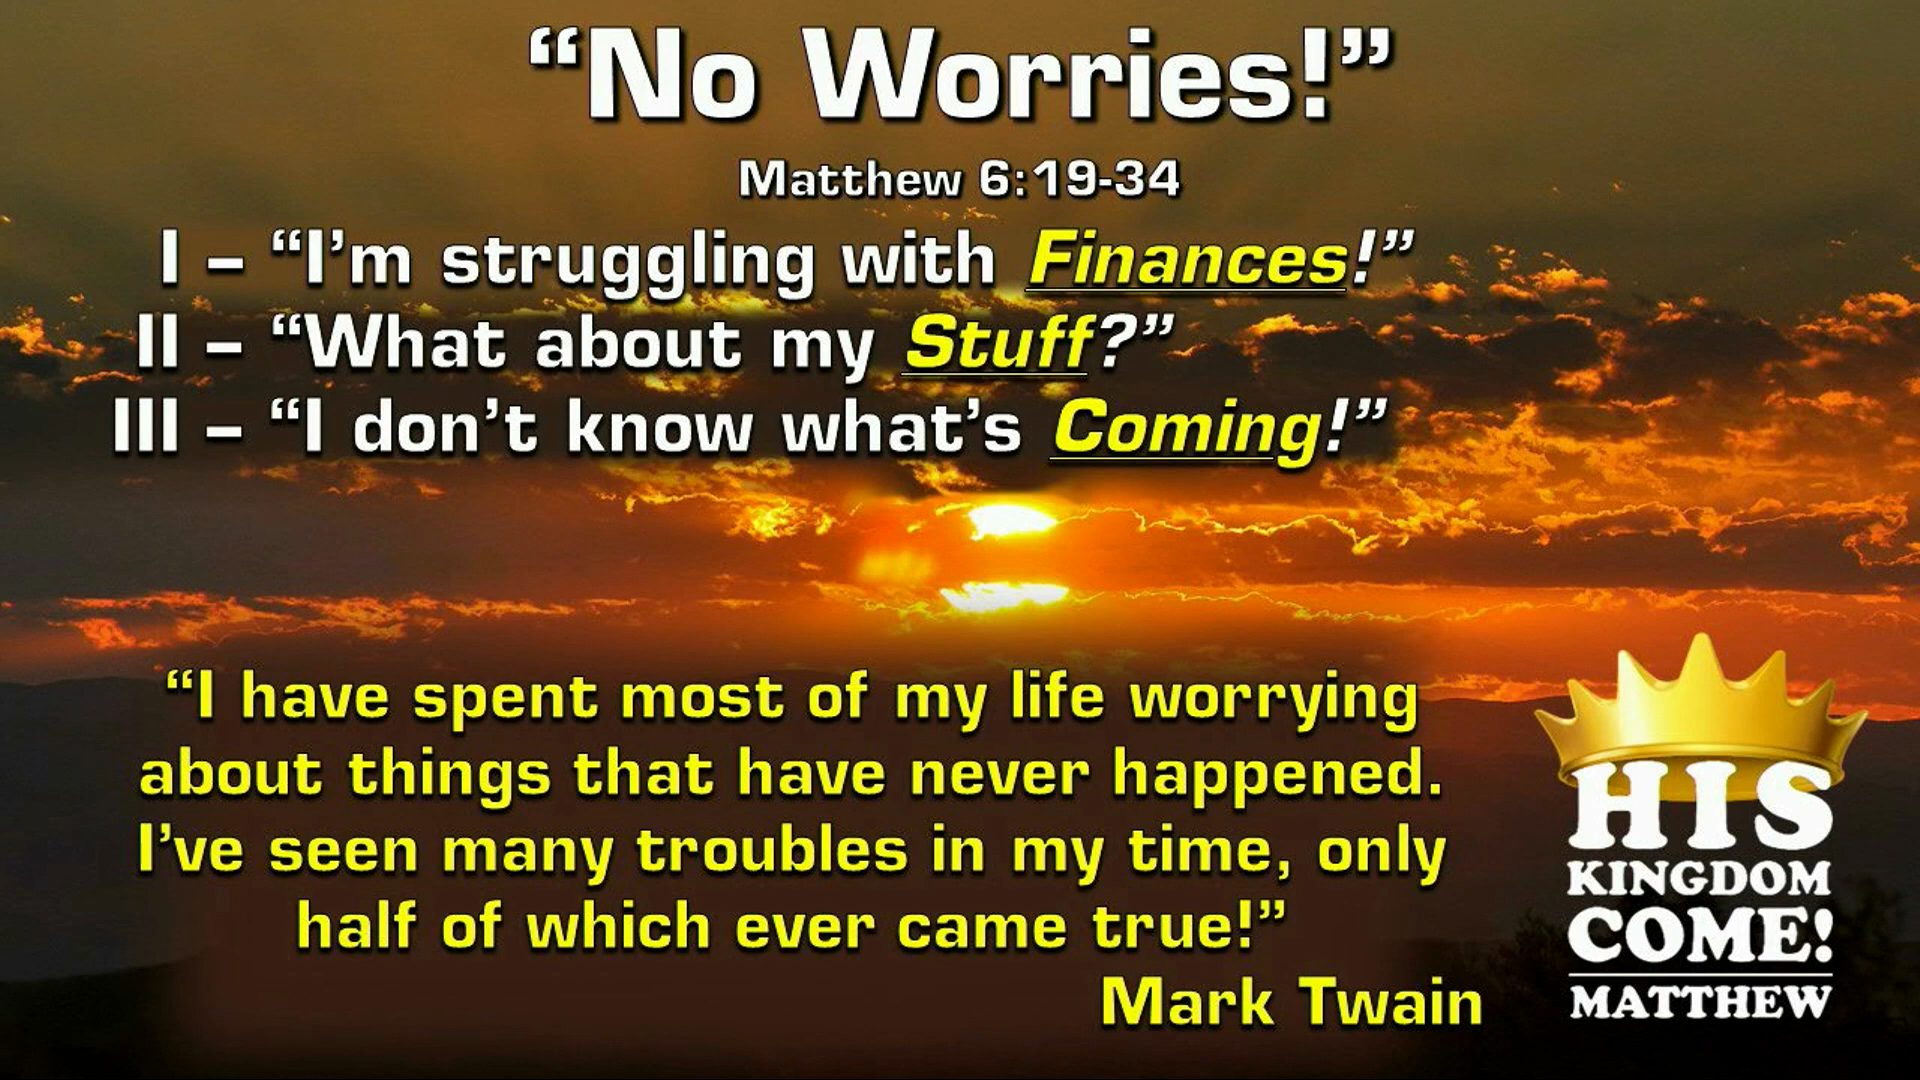 “No Worries!”
Matthew 6:19-34
I – “I’m struggling with Finances!”
II – “What about my Stuff?”
III – “I don’t know what’s Coming!”
“I have spent most of my life worrying
about things that have never happened.
I’ve seen many troubles in my time, only
half of which ever came true!”
Mark Twain
HIS
KINGDOM
COME!
MATTHEW